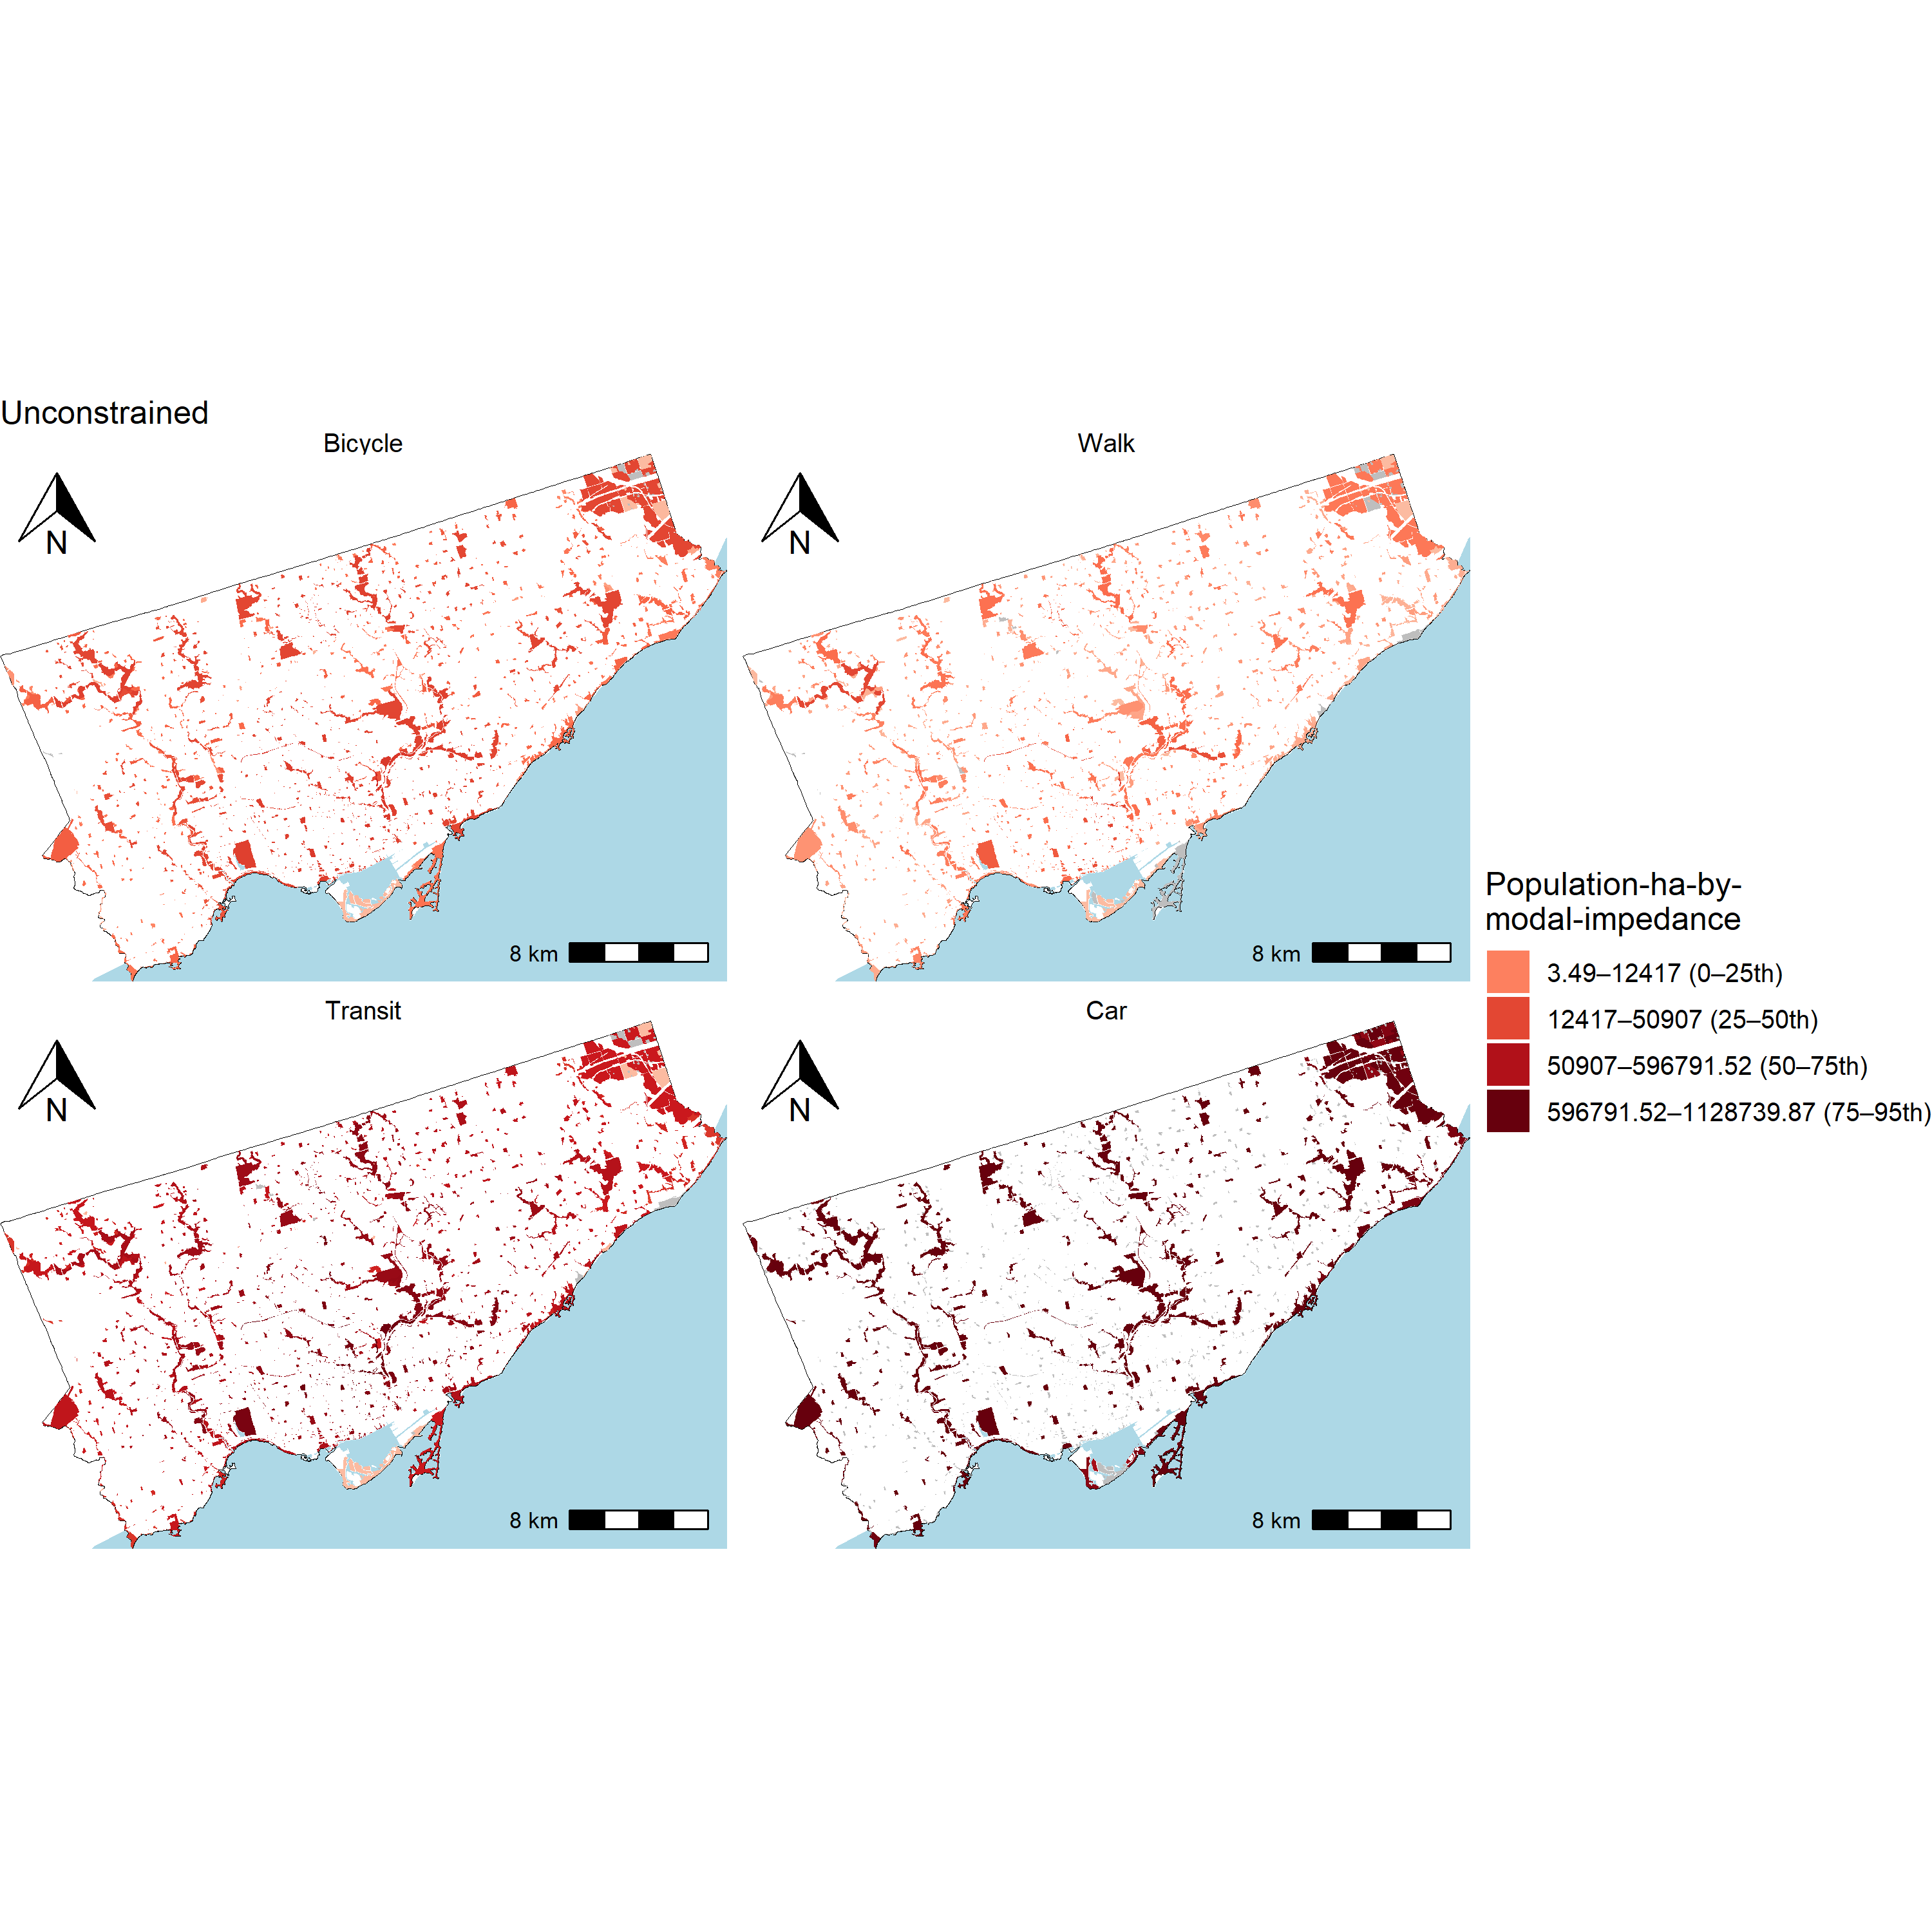 Unconstrained
Bicycle
Walk
N
N
8 km
8 km
Transit
Car
N
N
8 km
8 km
Population-ha-by-
modal-impedance
3.49–12417 (0–25th)
12417–50907 (25–50th)
50907–596791.52 (50–75th)
596791.52–1128739.87 (75–95th)